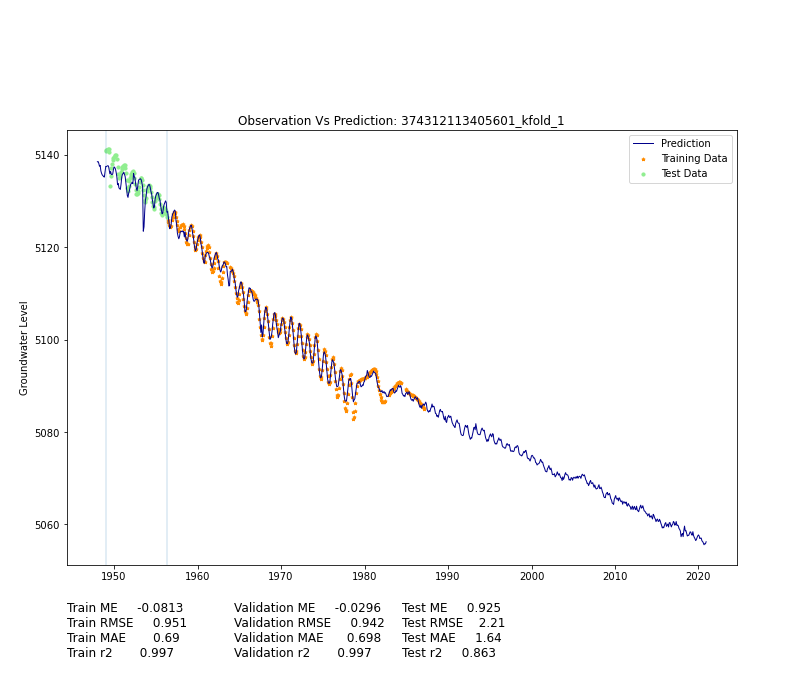 Observation Vs Prediction: 374312113405601_kfold_1
Prediction
Training Data
Test Data
Groundwater Level
5140
5120
5100
5080
5060
1950 1960 1970 1980 1990 2000 2010 2020
Train ME -0.0813 Validation ME -0.0296 Test ME 0.925
Train RMSE 0.951 Validation RMSE 0.942 Test RMSE 2.21
Train MAE 0.69 Validation MAE 0.698 Test MAE 1.64
Train r2 0.997 Validation r2 0.997 Test r2 0.863